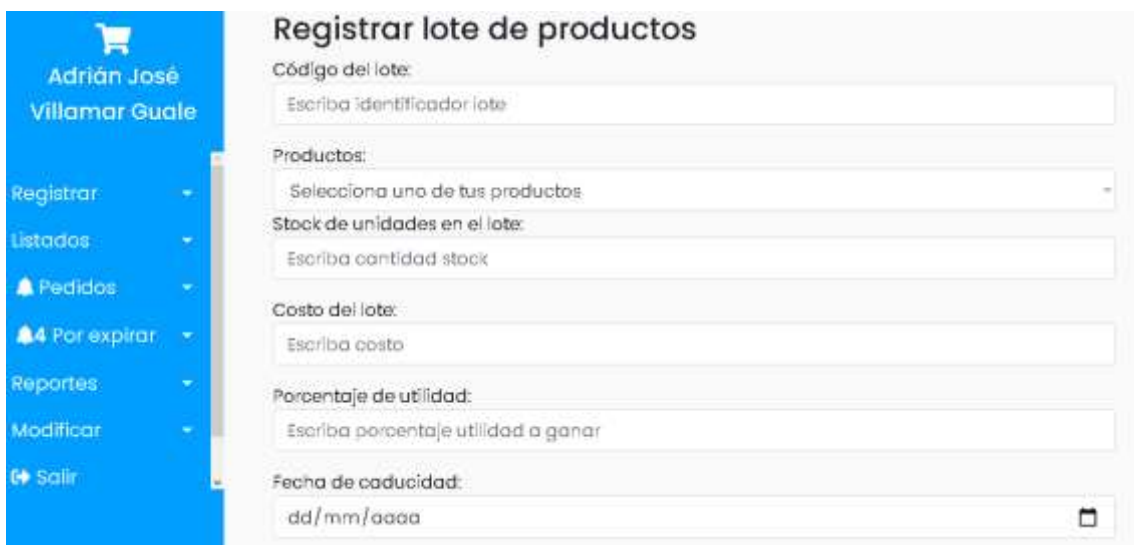 Adrián José
Villamar Guale
Registrar
Listados
Pedidos
4 Por expirar
Reportes
Modificar
Salir
Registrar lote de productos
Código del lote:
Escriba identificador lote
Productos:
Selecciona uno de tus productos
Stock de unidades en el lote:
Escriba cantidad stock
Costo del lote:
Escriba costo
Porcentaje de utilidad:
Escriba porcentaje utilidad a ganar
Fecha de caducidad:
dd/mm/aaaa